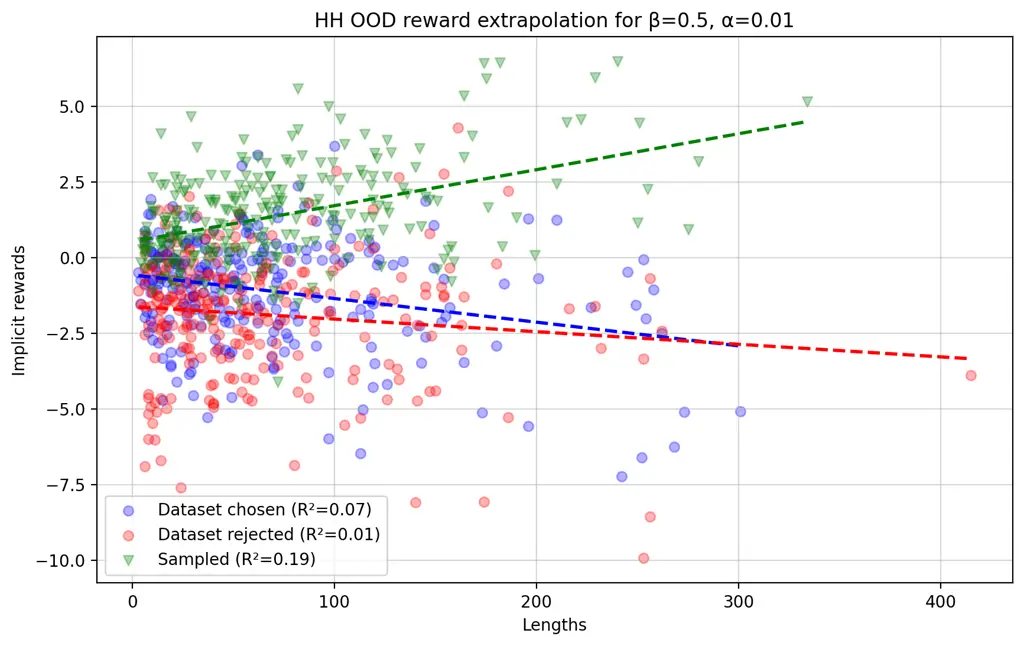 HH OOD reward extrapolation for β=0.5, α=0.01
Implicit rewards
5.0
2.5
0.0
−2.5
−5.0
−7.5
−10.0
Dataset chosen (R²=0.07)
Dataset rejected (R²=0.01)
Sampled (R²=0.19)
0 100 200 300 400
Lengths